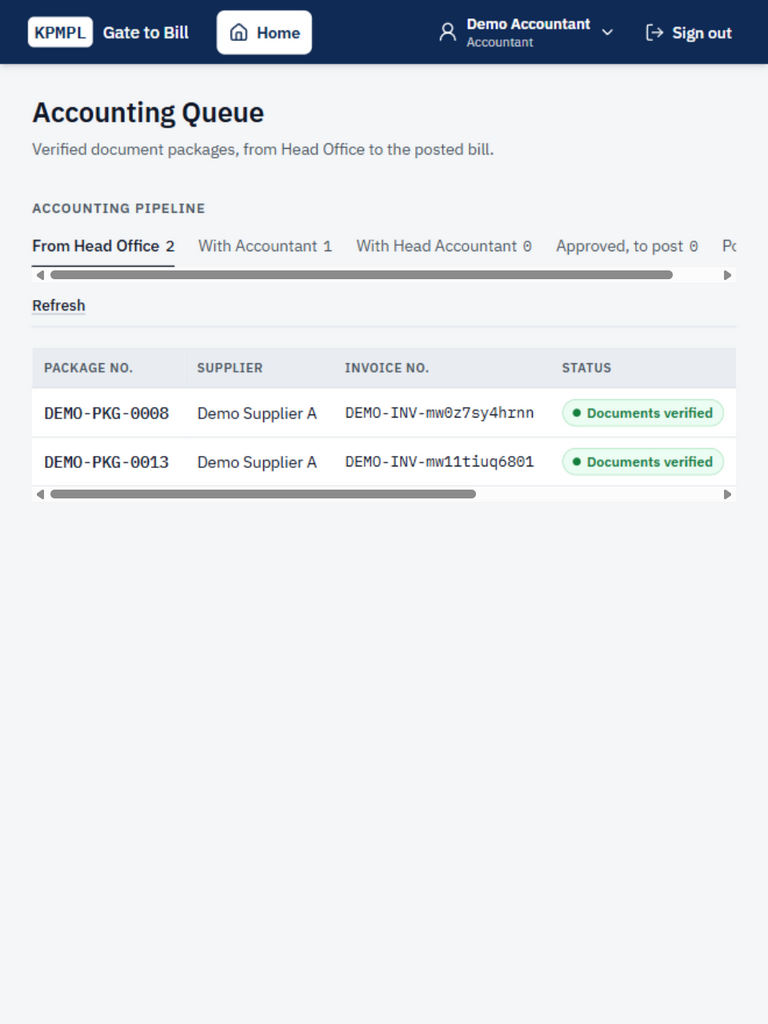 KPMPL Gate to Bill Home Demo Accountant Sign out
Accountant
Accounting Queue
Verified document packages, from Head Office to the posted bill.
ACCOUNTING PIPELINE
From Head Office 2 With Accountant 1 With Head Accountant 0 Approved, to post 0
Refresh
PACKAGE NO. SUPPLIER INVOICE NO. STATUS
DEMO-PKG-0008 Demo Supplier A DEMO-INV-mw0z7sy4hrnn Documents verified
DEMO-PKG-0013 Demo Supplier A DEMO-INV-mw11tiuq6801 Documents verified